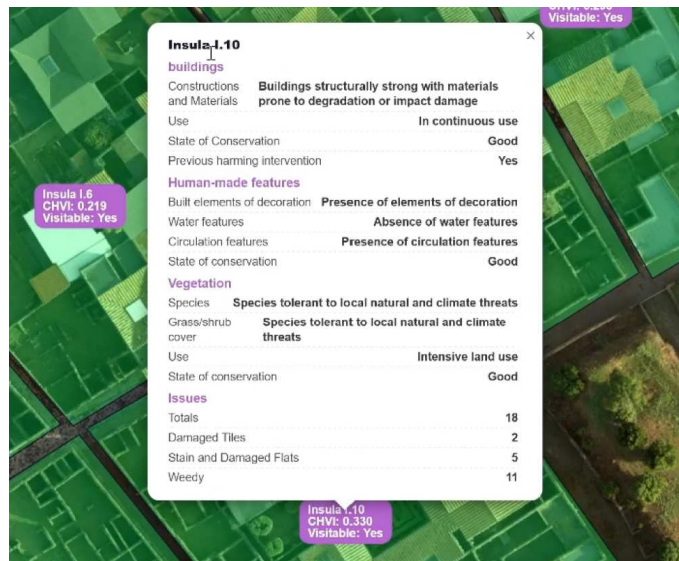 Visitable: Yes
Insula I.10
buildings
Constructions and Materials Buildings structurally strong with materials prone to degradation or impact damage
Use In continuous use
State of Conservation Good
Previous harming intervention Yes
Human-made features
Built elements of decoration Presence of elements of decoration
Water features Absence of water features
Circulation features Presence of circulation features
State of conservation Good
Vegetation
Species Species tolerant to local natural and climate threats
Grass/shrub cover Species tolerant to local natural and climate threats
Use Intensive land use
State of conservation Good
Issues
Totals 18
Damaged Tiles 2
Stain and Damaged Flats 5
Weedy 11
Insula I.6
CHVI: 0.219
Visitable: Yes
Insula I.10
CHVI: 0.330
Visitable: Yes